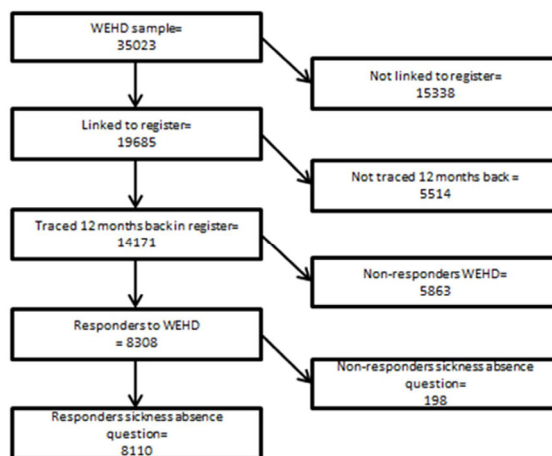 WEHD sample=
35023
Not linked to register=
15338
Linked to register=
19685
Not traced 12 months back =
5514
Traced 12 months back in register=
14171
Non-responders WEHD=
5863
Responders to WEHD
= 8308
Non-responders sickness absence
question=
198
Responders sickness absence
question=
8110